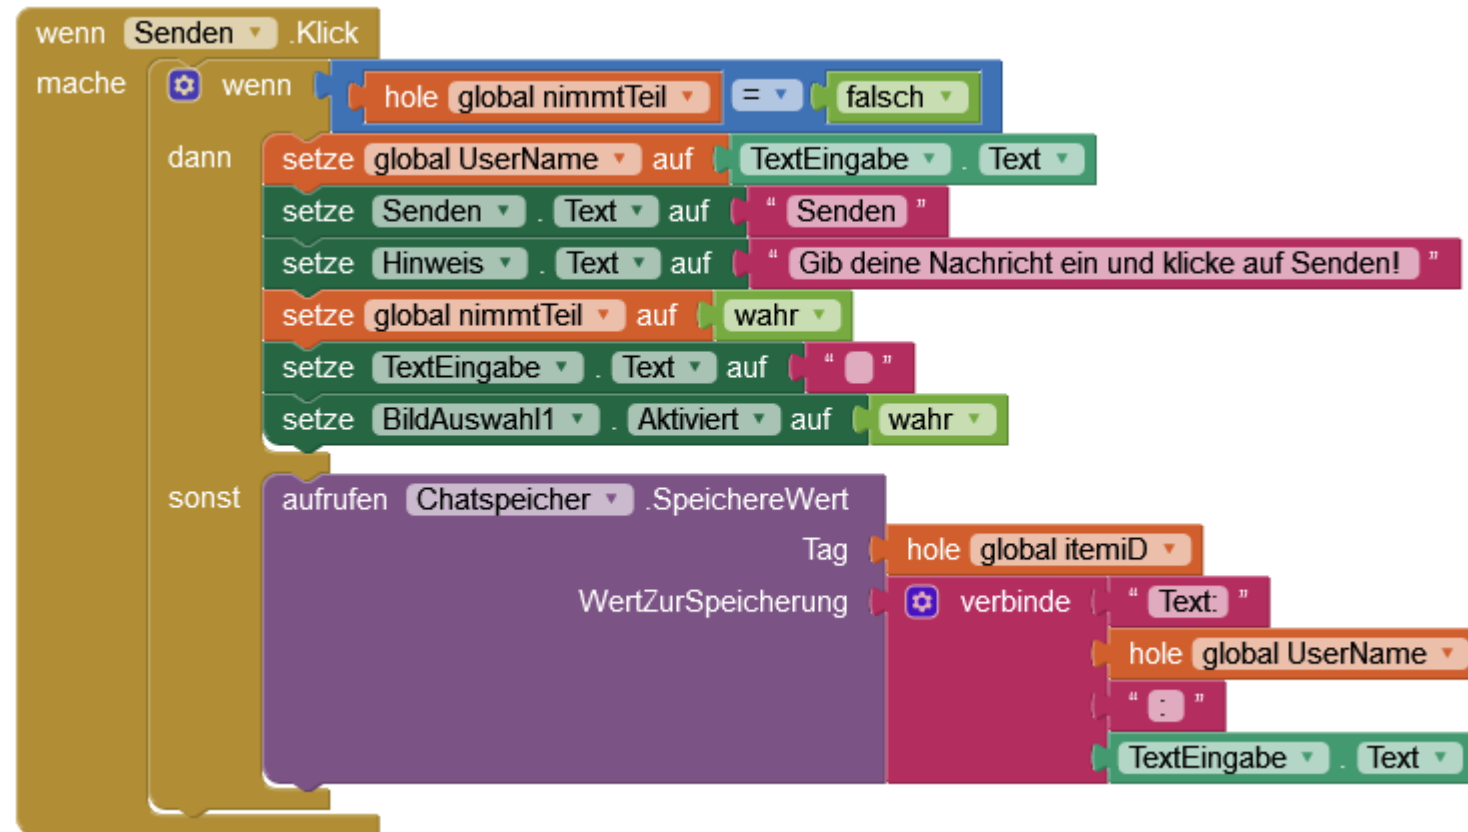 wenn Senden .Klick
mache wenn hole global nimmtTeil = falsch
dann setze global UserName auf TextEingabe . Text
setze Senden . Text auf “ Senden ”
setze Hinweis . Text auf “ Gib deine Nachricht ein und klicke auf Senden! ”
setze global nimmtTeil auf wahr
setze TextEingabe . Text auf “ ”
setze BildAuswahl1 . Aktiviert auf wahr
sonst aufrufen Chatspeicher .SpeichereWert
Tag hole global itemiD
WertZurSpeicherung verbinde “ Text: ”
hole global UserName
“ : ”
TextEingabe . Text